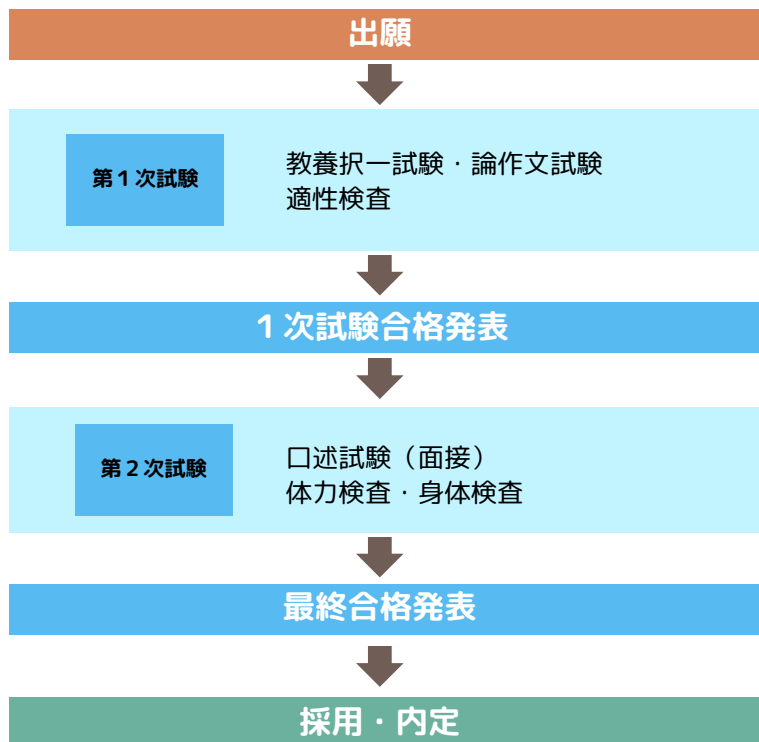 出願
第１次試験
教養択一試験・論作文試験
適性検査
１次試験合格発表
第２次試験
口述試験（面接）
体力検査・身体検査
最終合格発表
採用・内定